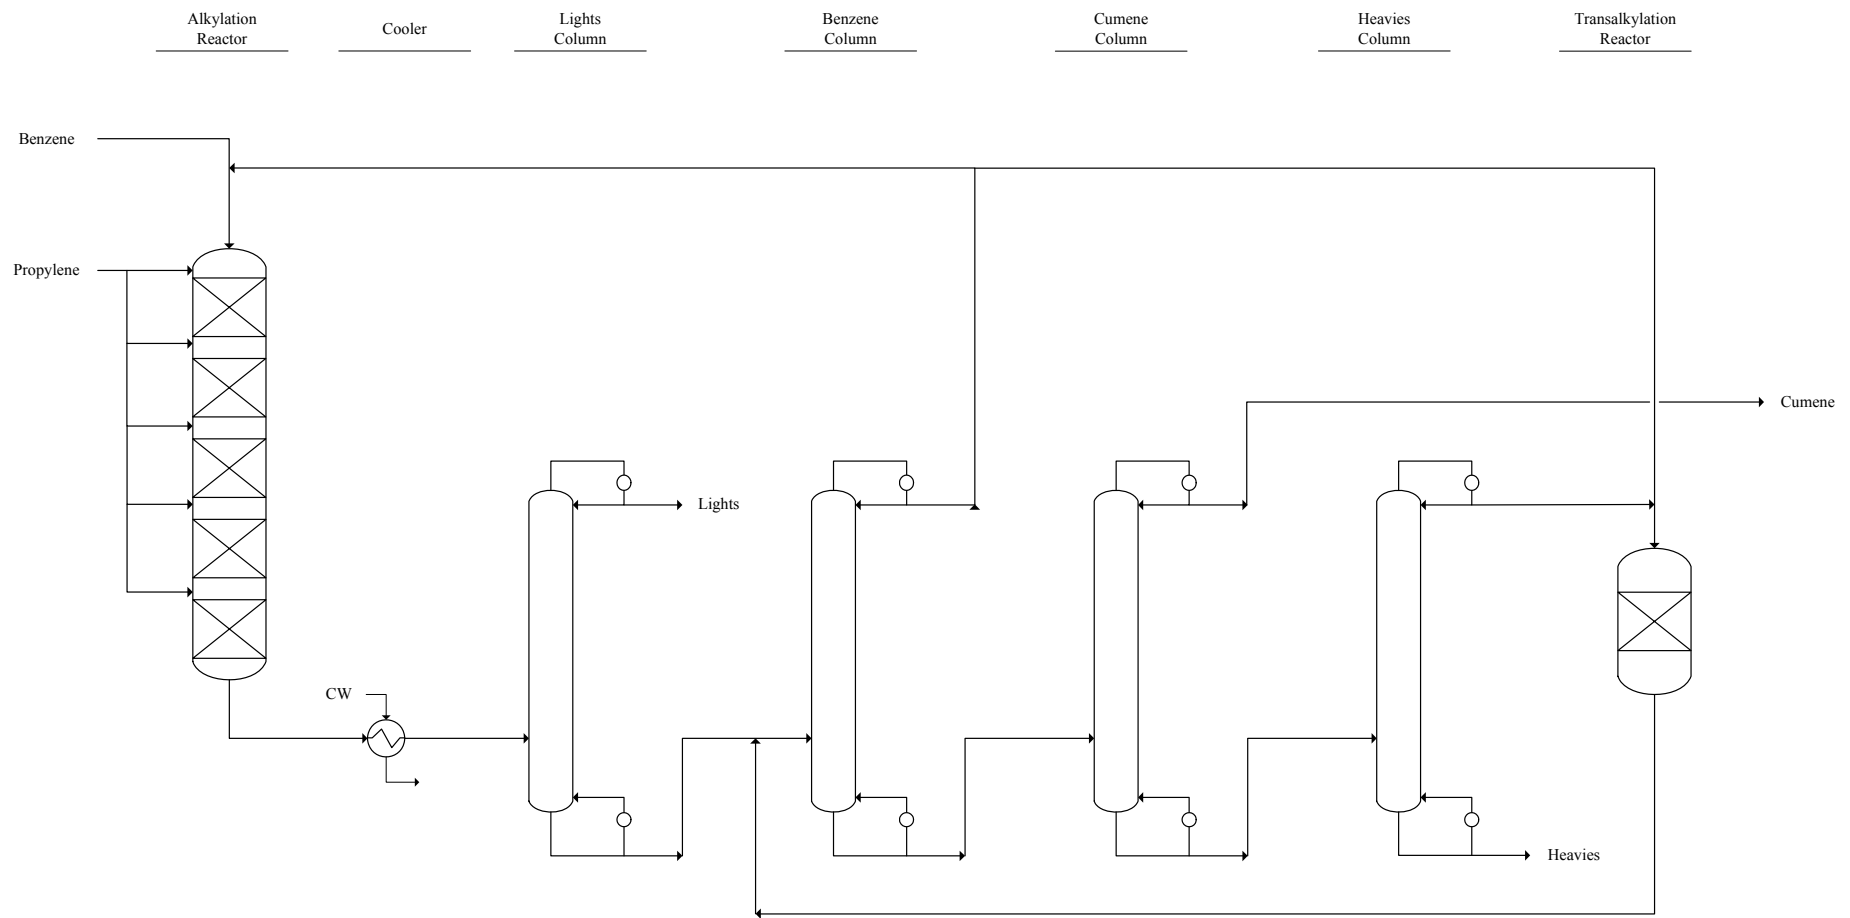 Alkylation
Reactor
Cooler
Lights
Column
Benzene
Column
Cumene
Column
Heavies
Column
Transalkylation
Reactor
Benzene
Propylene
Cumene
Lights
CW
Heavies